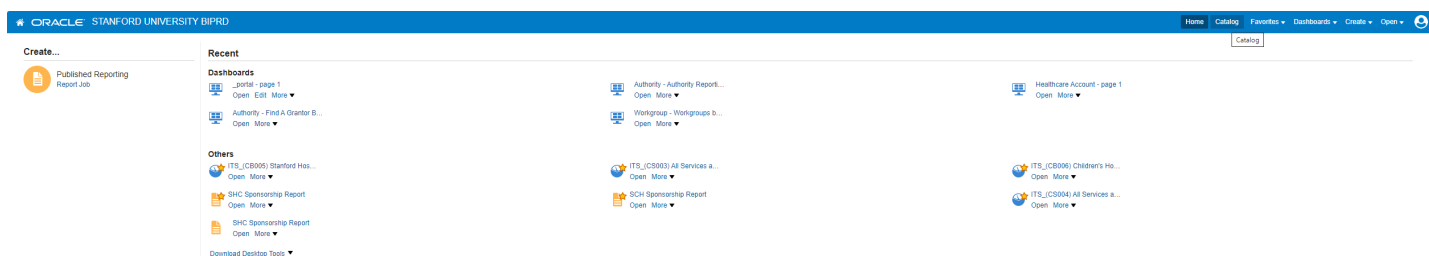 ORACLE STANFORD UNIVERSITY BIPRD
Home Catalog Favorites Dashboards Create Open
Catalog
Create...
Published Reporting
Report Job
Recent
Dashboards
_portal - page 1
Open Edit More
Authority - Authority Reporti...
Open More
Healthcare Account - page 1
Open More
Authority - Find A Grantor B...
Open More
Workgroup - Workgroups b...
Open More
Others
ITS_(CB005) Stanford Hos...
Open More
ITS_(CS003) All Services a...
Open More
ITS_(CB006) Children's Ho...
Open More
SHC Sponsorship Report
Open More
SCH Sponsorship Report
Open More
ITS_(CS004) All Services a...
Open More
SHC Sponsorship Report
Open More
Download Desktop Tools